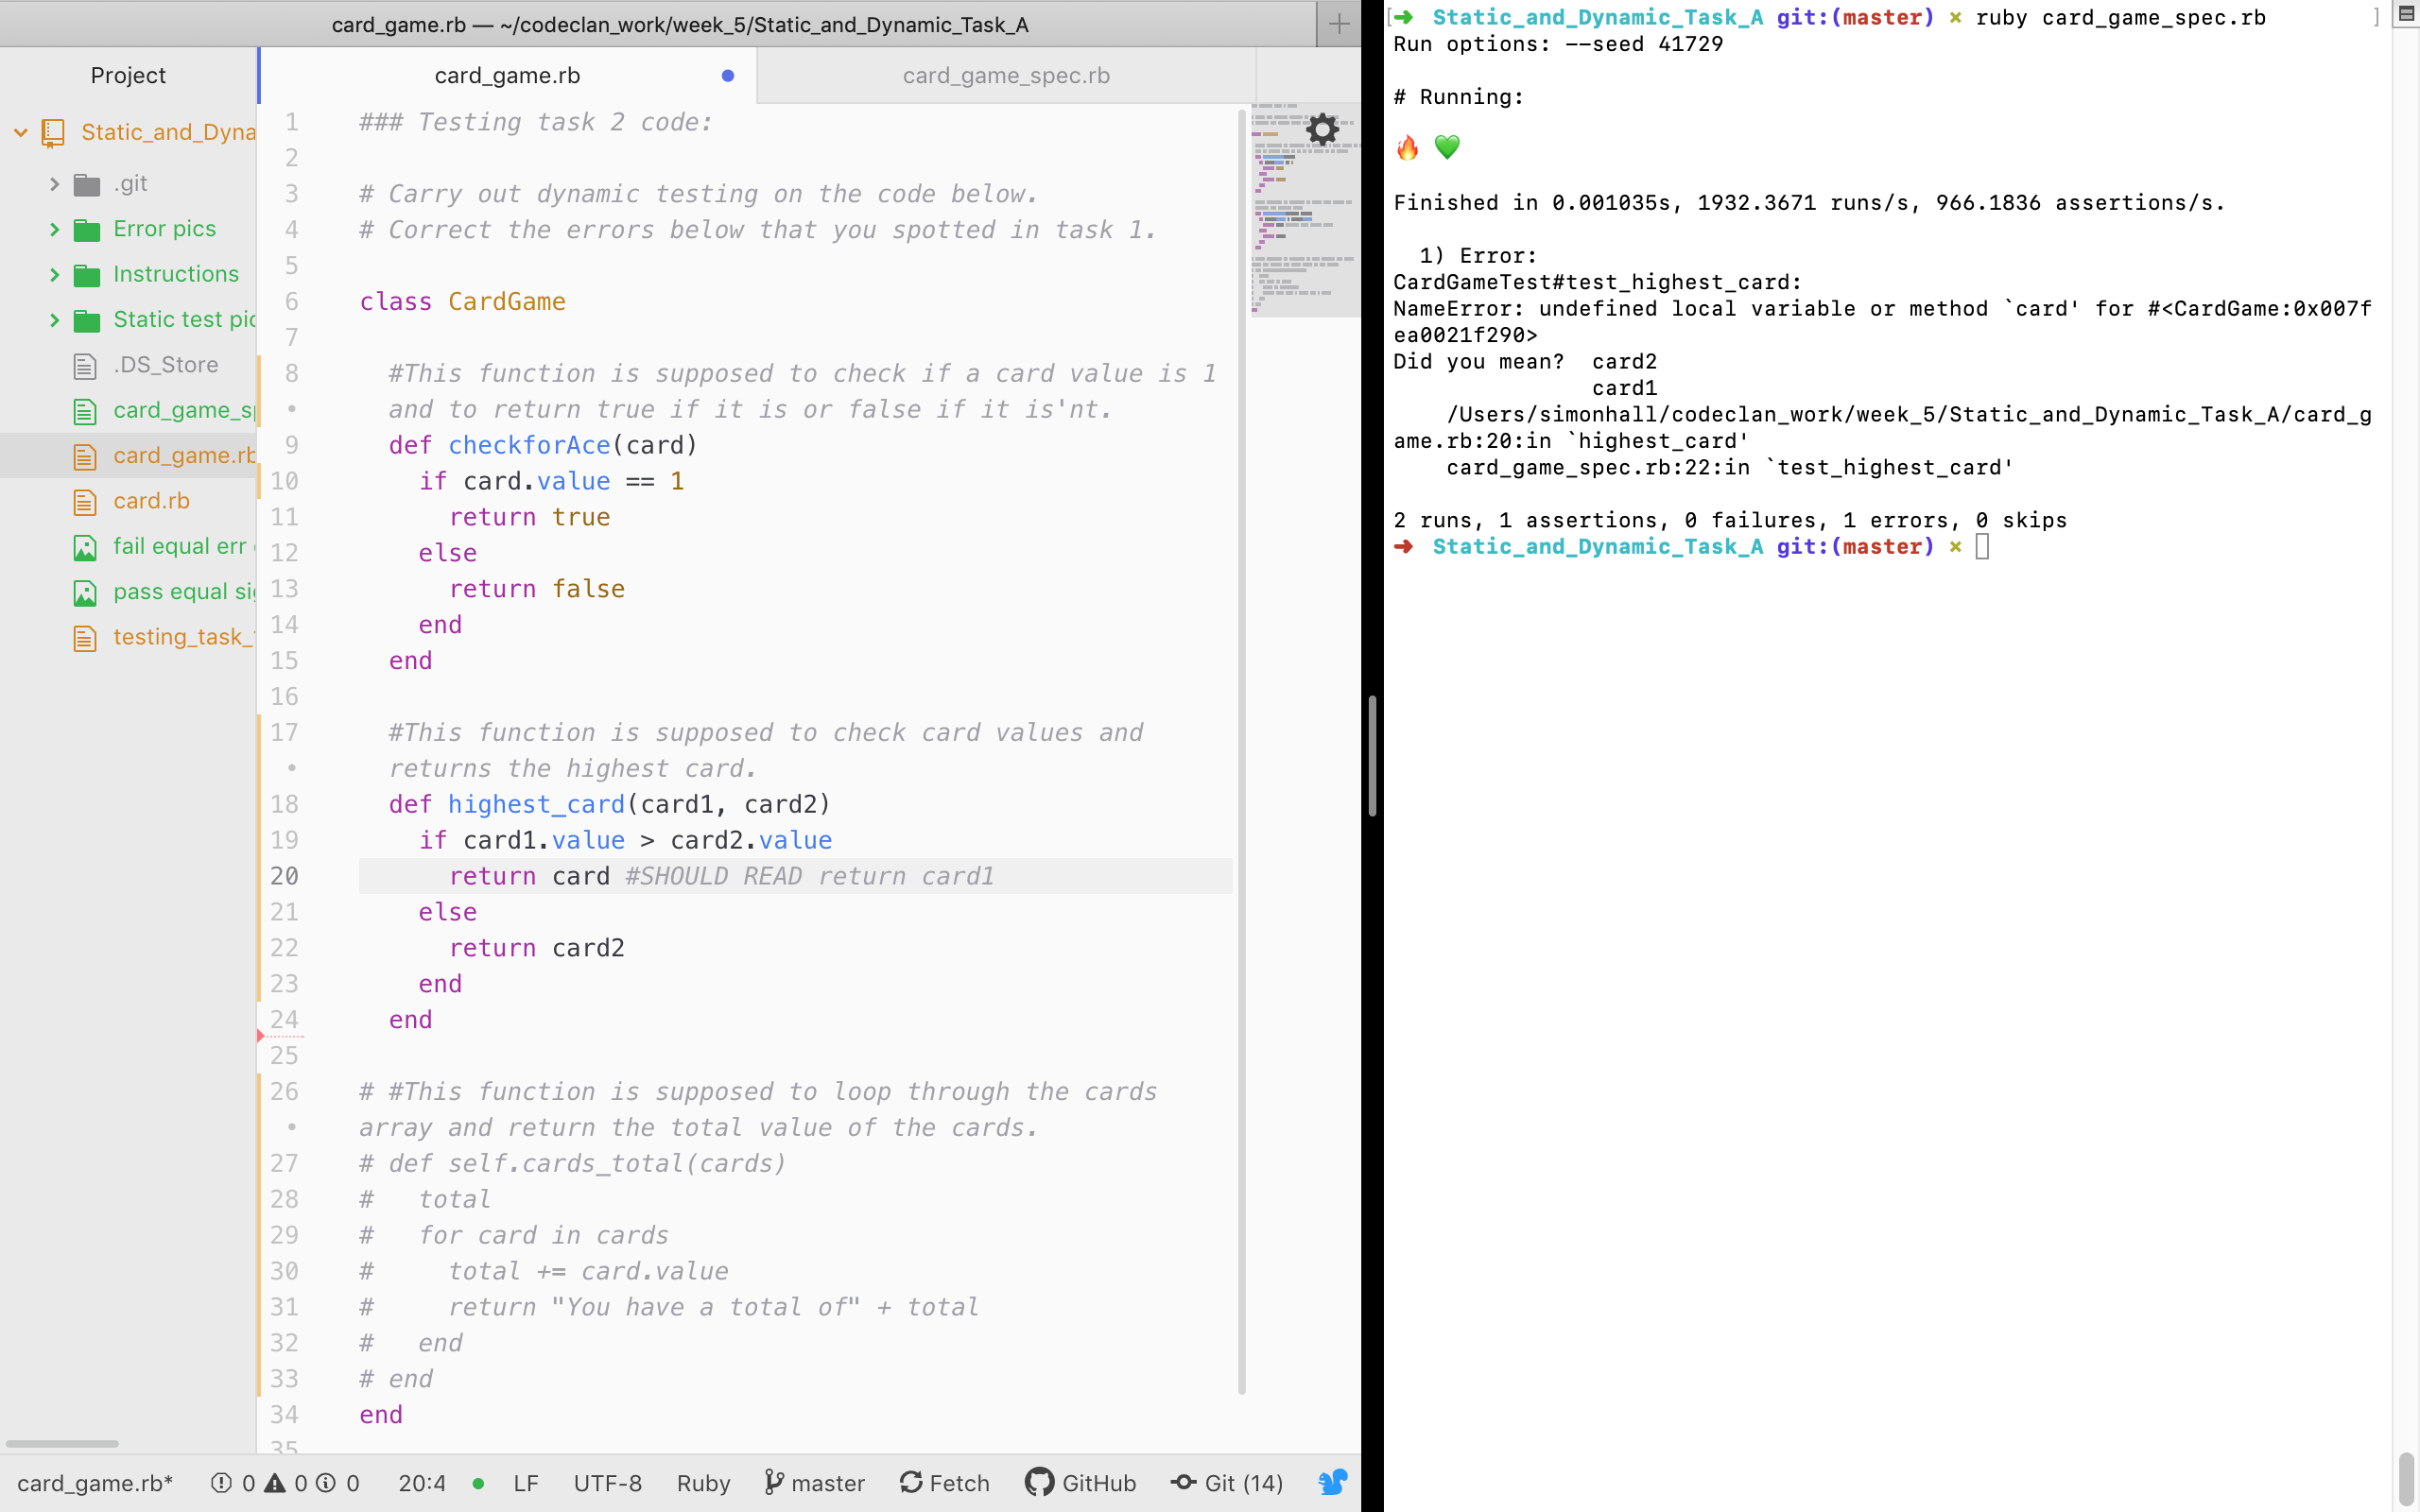 card_game.rb — ~/codeclan_work/week_5/Static_and_Dynamic_Task_A
Project
card_game.rb
card_game_spec.rb
Static_and_Dyna
.git
Error pics
Instructions
Static test pic
.DS_Store
card_game_sp
card_game.rb
card.rb
fail equal err
pass equal si
testing_task_
1 ### Testing task 2 code:
2
3 # Carry out dynamic testing on the code below.
4 # Correct the errors below that you spotted in task 1.
5
6 class CardGame
7
8 #This function is supposed to check if a card value is 1
• and to return true if it is or false if it is'nt.
9 def checkforAce(card)
10 if card.value == 1
11 return true
12 else
13 return false
14 end
15 end
16
17 #This function is supposed to check card values and
• returns the highest card.
18 def highest_card(card1, card2)
19 if card1.value > card2.value
20 return card #SHOULD READ return card1
21 else
22 return card2
23 end
24 end
25
26 # #This function is supposed to loop through the cards
• array and return the total value of the cards.
27 # def self.cards_total(cards)
28 # total
29 # for card in cards
30 # total += card.value
31 # return "You have a total of" + total
32 # end
33 # end
34 end
35
card_game.rb* 0 0 0 20:4 LF UTF-8 Ruby master Fetch GitHub Git (14)
[➜ Static_and_Dynamic_Task_A git:(master) × ruby card_game_spec.rb ]
Run options: --seed 41729
# Running:
🔥 💚
Finished in 0.001035s, 1932.3671 runs/s, 966.1836 assertions/s.
1) Error:
CardGameTest#test_highest_card:
NameError: undefined local variable or method `card' for #<CardGame:0x007f
ea0021f290>
Did you mean? card2
card1
/Users/simonhall/codeclan_work/week_5/Static_and_Dynamic_Task_A/card_g
ame.rb:20:in `highest_card'
card_game_spec.rb:22:in `test_highest_card'
2 runs, 1 assertions, 0 failures, 1 errors, 0 skips
➜ Static_and_Dynamic_Task_A git:(master) ×